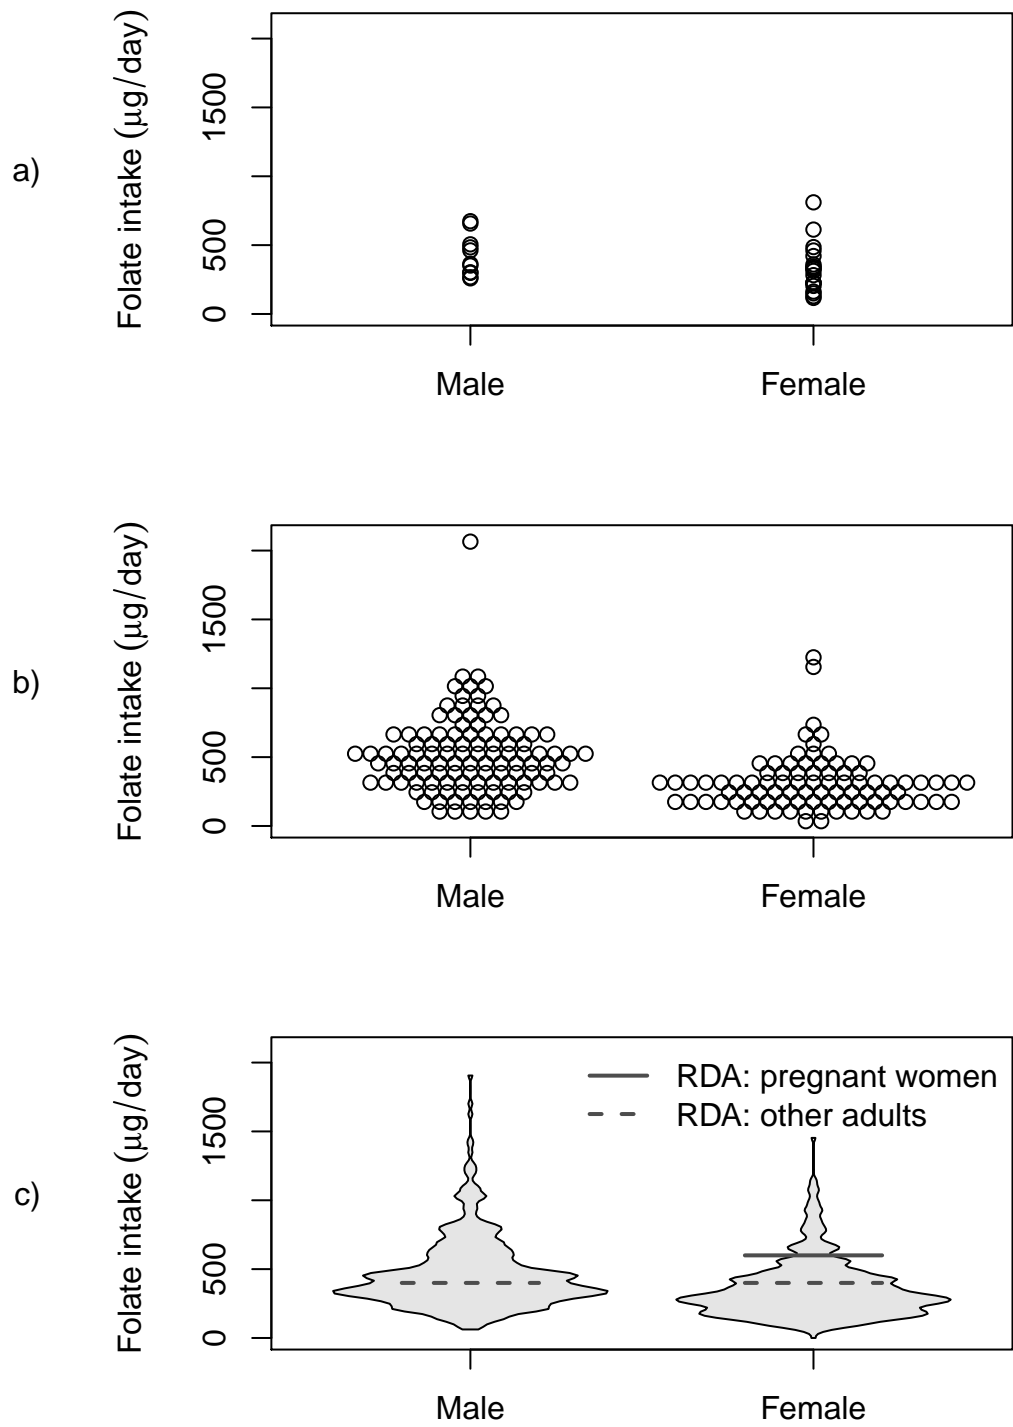 a)
Folate intake (μg/day)
1500
500
0
Male Female
b)
Folate intake (μg/day)
1500
500
0
Male Female
c)
Folate intake (μg/day)
1500
500
0
RDA: pregnant women
RDA: other adults
Male Female